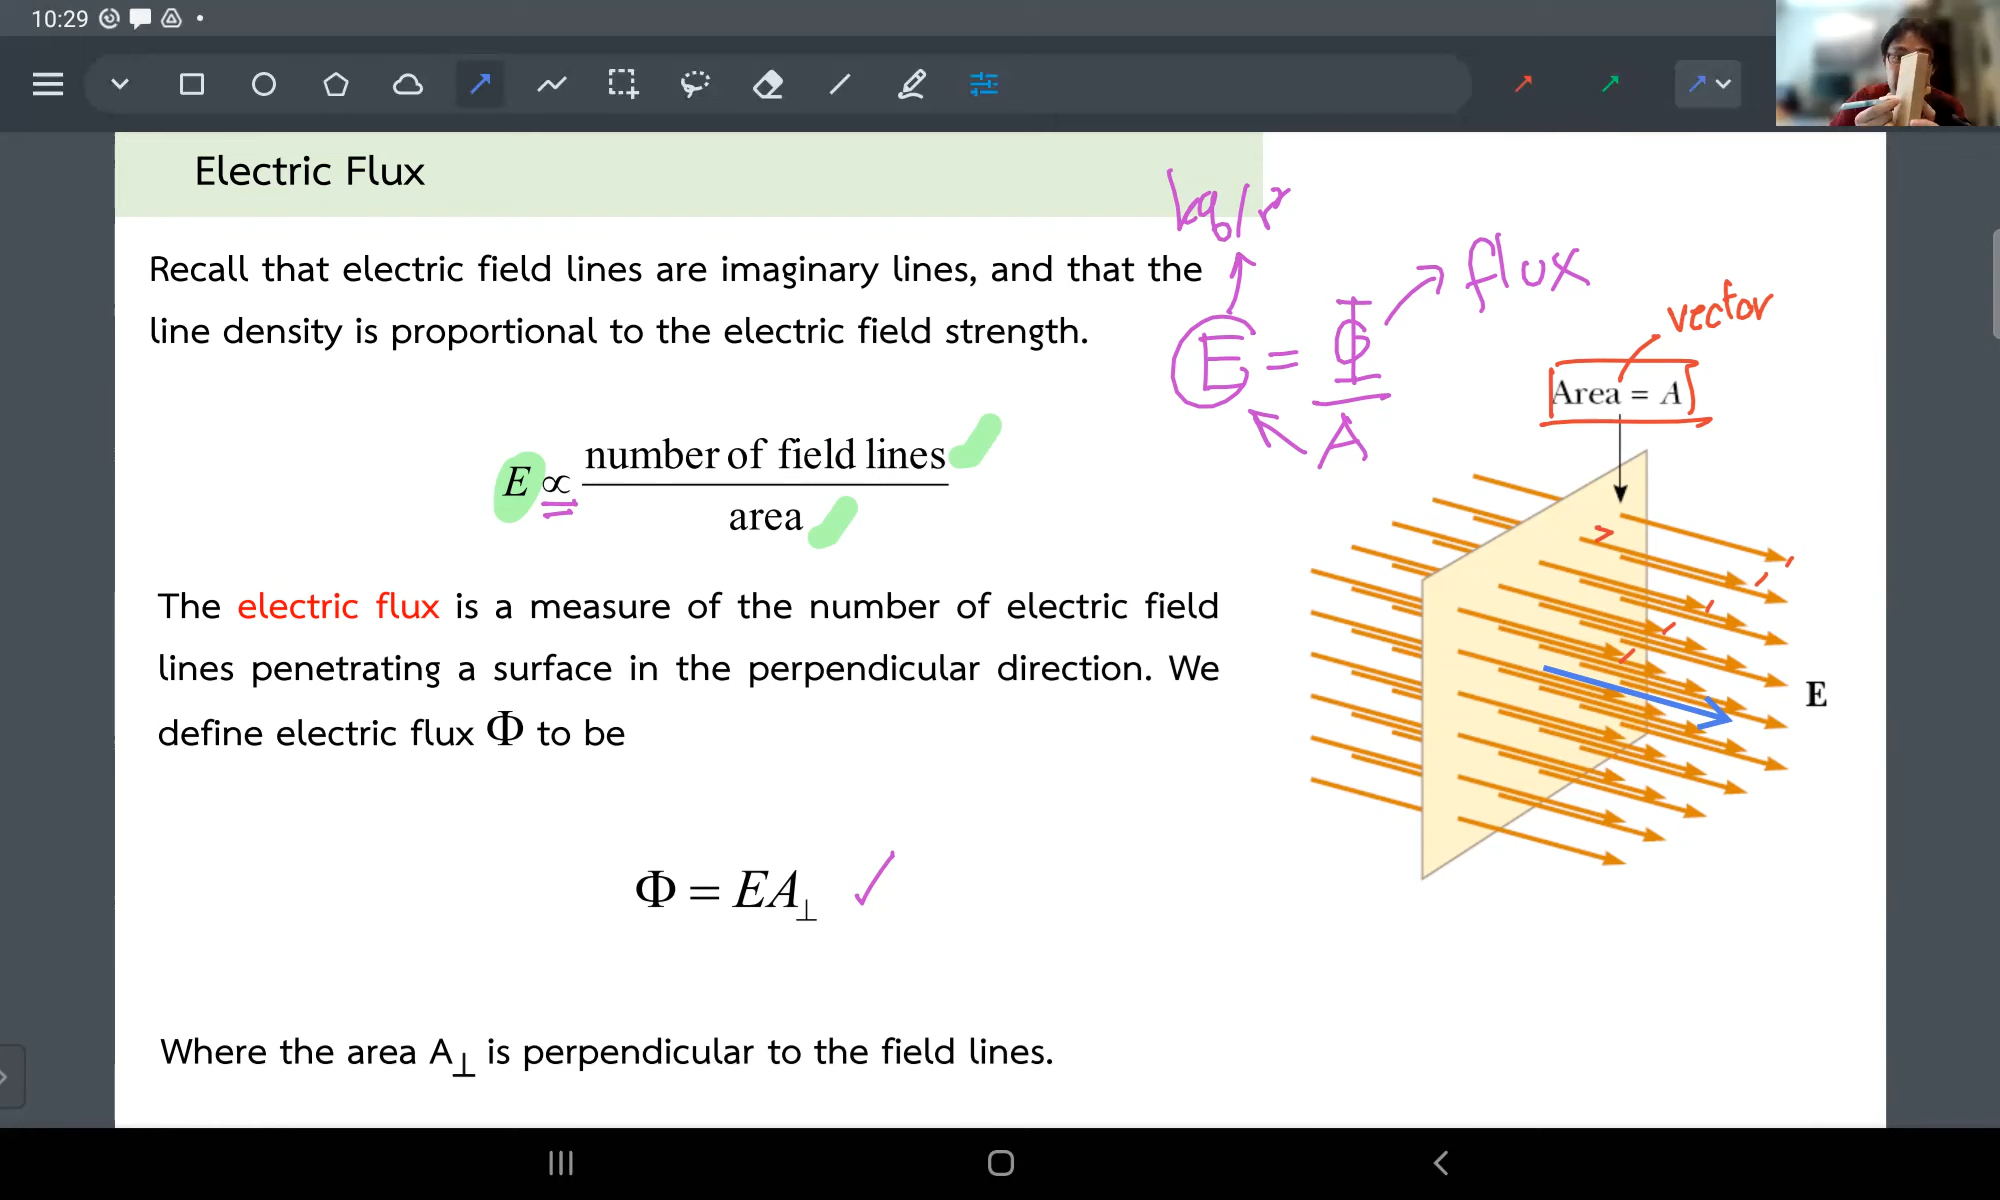 10:29
Electric Flux
kq/r²
Recall that electric field lines are imaginary lines, and that the
line density is proportional to the electric field strength.
flux
E = Φ/A
vector
Area = A
E ∝ number of field lines / area
The electric flux is a measure of the number of electric field
lines penetrating a surface in the perpendicular direction. We
define electric flux Φ to be
E
Φ = EA⊥
Where the area A⊥ is perpendicular to the field lines.